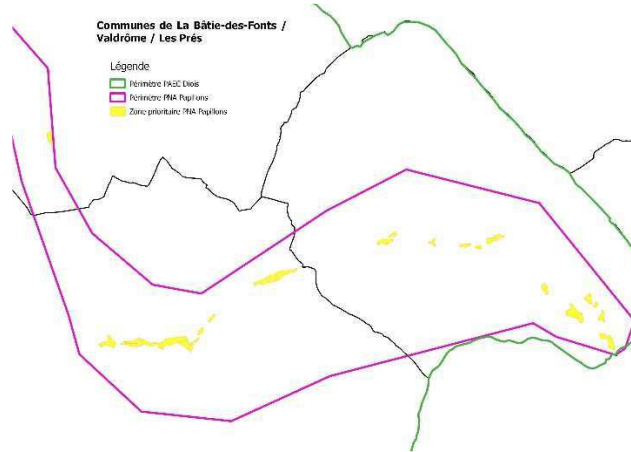 Communes de La Bâtie-des-Fonts /
Valdrôme / Les Prés
Légende
Périmètre PAEC Diois
Périmètre PNA Papillons
Zone prioritaire PNA Papillons